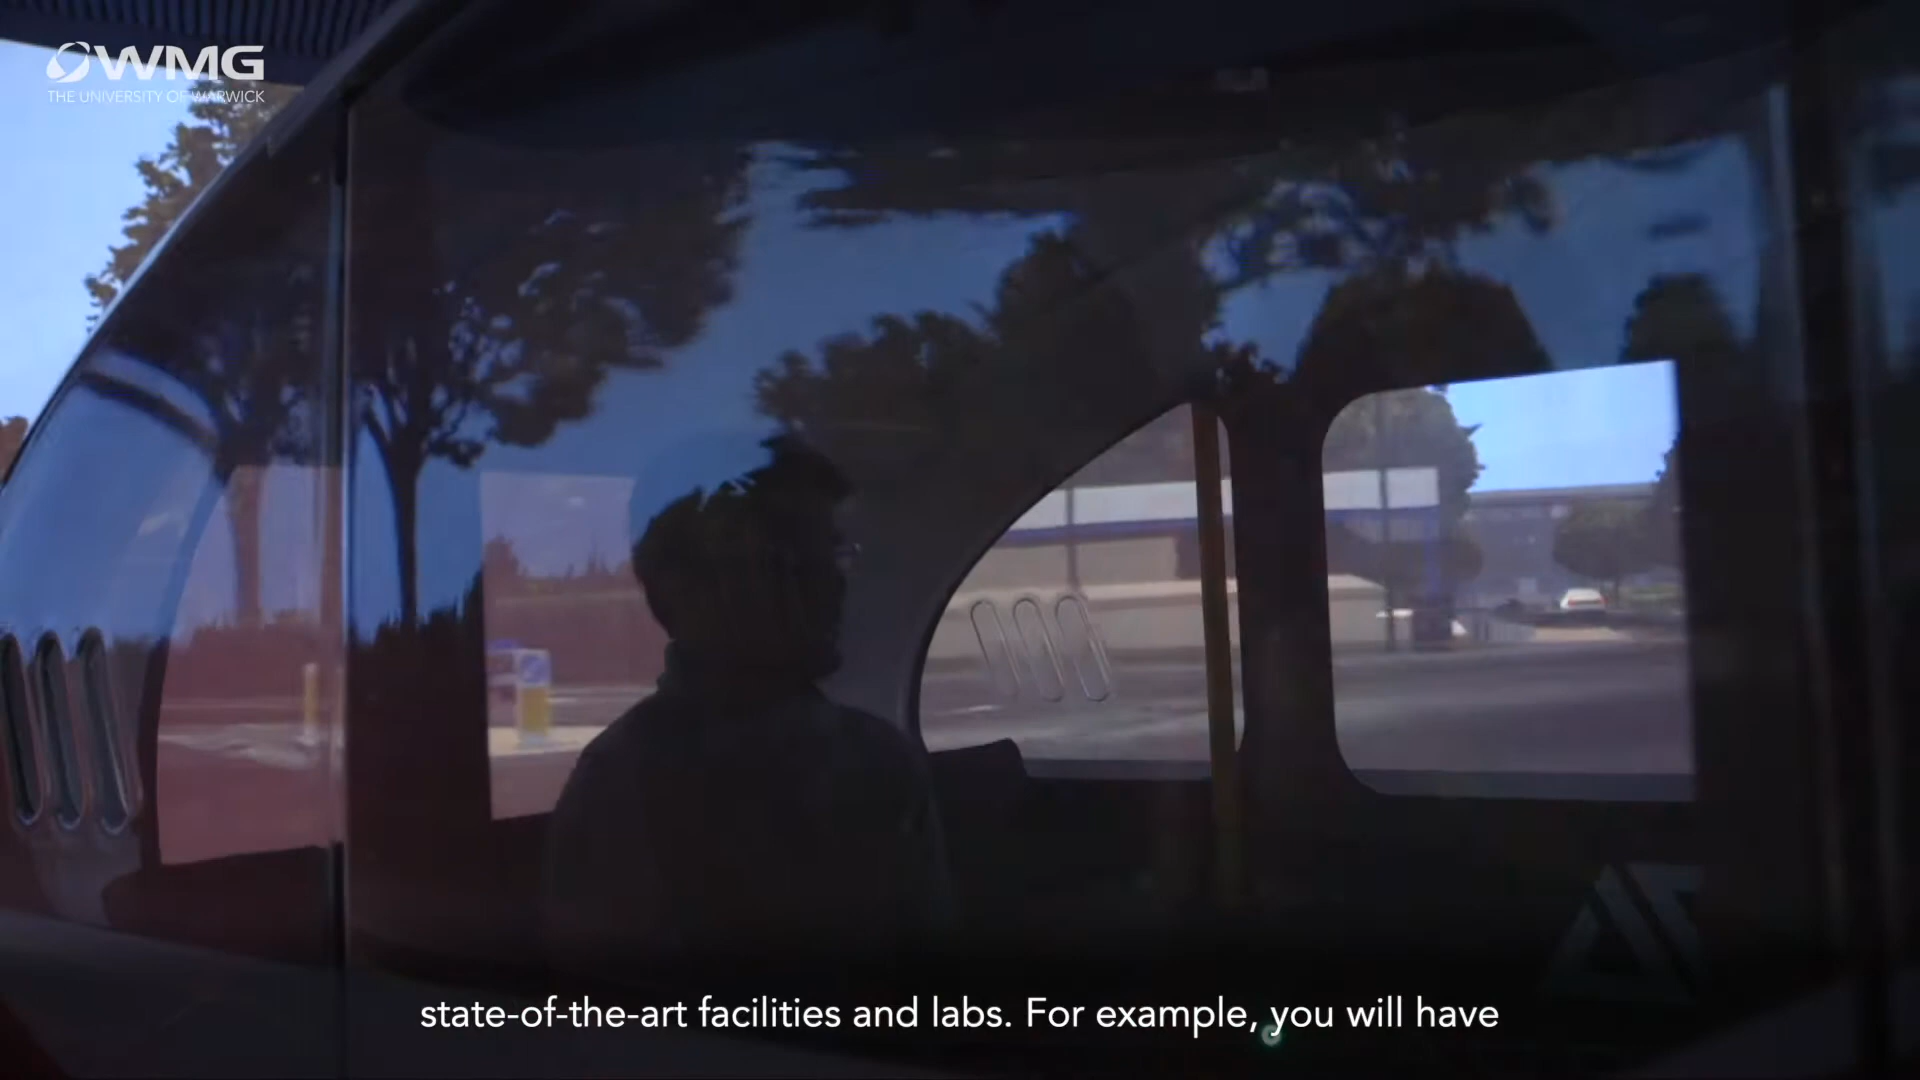 WMG
THE UNIVERSITY OF WARWICK
state-of-the-art facilities and labs. For example, you will have